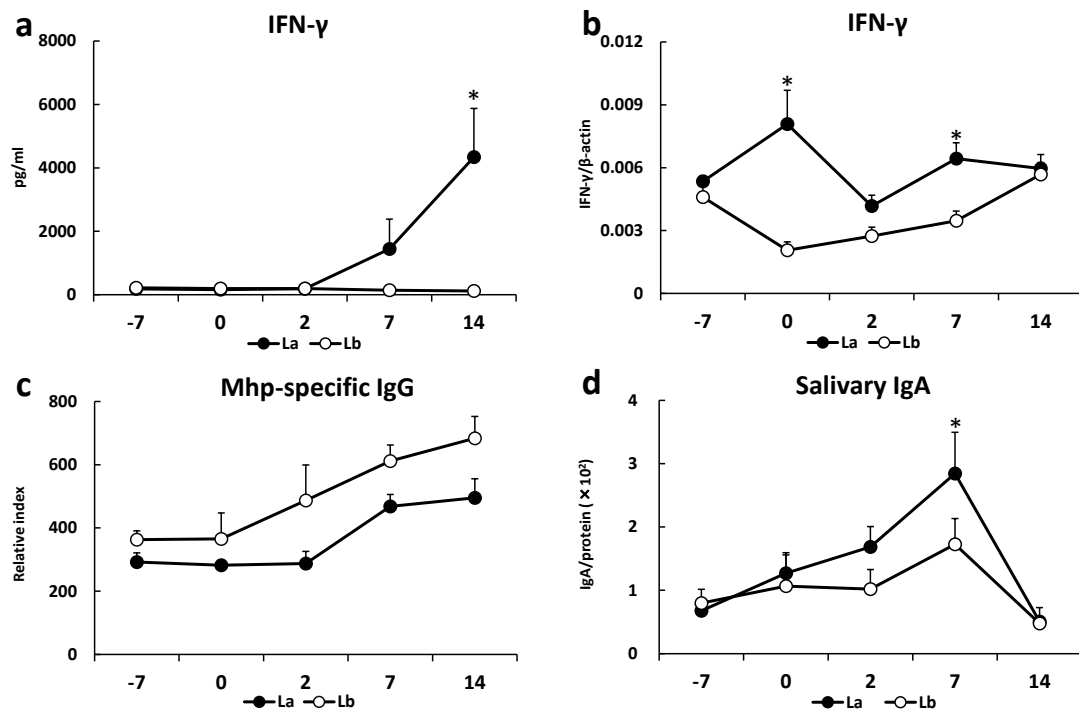 a
IFN-γ
8000
6000
4000
2000
0
pg/ml
*
-7 0 2 7 14
La Lb
b
IFN-γ
0.012
0.009
0.006
0.003
0
IFN-γ/β-actin
*
*
-7 0 2 7 14
La Lb
c
Mhp-specific IgG
800
600
400
200
0
Relative index
-7 0 2 7 14
La Lb
d
Salivary IgA
4
3
2
1
0
IgA/protein (×10²)
*
-7 0 2 7 14
La Lb